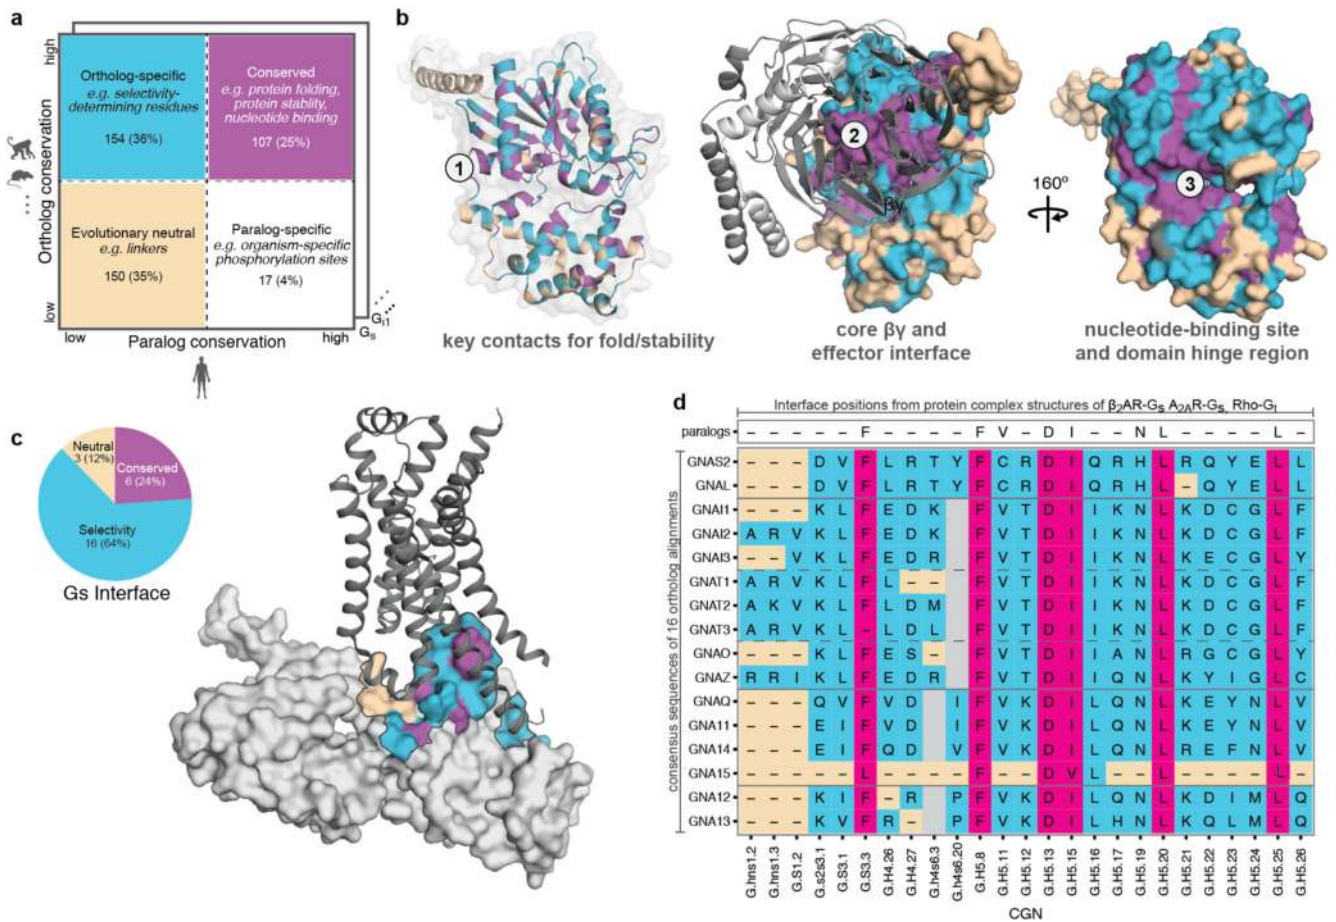 a
Ortholog conservation
high
low
Ortholog-specific
e.g. selectivity-
determining residues
154 (36%)
Conserved
e.g. protein folding,
protein stablity,
nucleotide binding
107 (25%)
Evolutionary neutral
e.g. linkers
150 (35%)
Paralog-specific
e.g. organism-specific
phosphorylation sites
17 (4%)
Gi1
Gs
low
Paralog conservation
high
b
1
key contacts for fold/stability
2
βγ
core βγ and
effector interface
160º
3
nucleotide-binding site
and domain hinge region
c
Neutral
3 (12%)
Conserved
6 (24%)
Selectivity
16 (64%)
Gs Interface
d
Interface positions from protein complex structures of β2AR-Gs A2AR-Gs, Rho-Gt
paralogs – – – – – F – – – – F V – D I – – N L – – – – L –
consensus sequences of 16 ortholog alignments
GNAS2 – – – D V F L R T Y F C R D I Q R H L R Q Y E L L
GNAL – – – D V F L R T Y F C R D I Q R H L – Q Y E L L
GNAI1 – – – K L F E D K F V T D I I K N L K D C G L F
GNAI2 A R V K L F E D K F V T D I I K N L K D C G L F
GNAI3 – – V K L F E D R F V T D I I K N L K E C G L Y
GNAT1 A R V K L F L – – F V T D I I K N L K D C G L F
GNAT2 A K V K L F L D M F V T D I I K N L K D C G L F
GNAT3 A R V K L – L D L F V T D I I K N L K D C G L F
GNAO – – – K L F E S – F V T D I I A N L R G C G L Y
GNAZ R R I K L F E D R F V T D I I Q N L K Y I G L C
GNAQ – – – Q V F V D I F V K D I L Q N L K E Y N L V
GNA11 – – – E I F V D I F V K D I L Q N L K E Y N L V
GNA14 – – – E I F Q D V F V K D I L Q N L R E F N L V
GNA15 – – – – – L – – – – F – – D V L – – L – – – – L –
GNA12 – – – K I F – R P F V K D I L Q N L K D I M L Q
GNA13 – – – K V F R – P F V K D I L H N L K Q L M L Q
G.hns1.2
G.hns1.3
G.S1.2
G.s2s3.1
G.S3.1
G.S3.3
G.H4.26
G.H4.27
G.h4s6.3
G.h4s6.20
G.H5.8
G.H5.11
G.H5.12
G.H5.13
G.H5.15
G.H5.16
G.H5.17
G.H5.19
G.H5.20
G.H5.21
G.H5.22
G.H5.23
G.H5.24
G.H5.25
G.H5.26
CGN